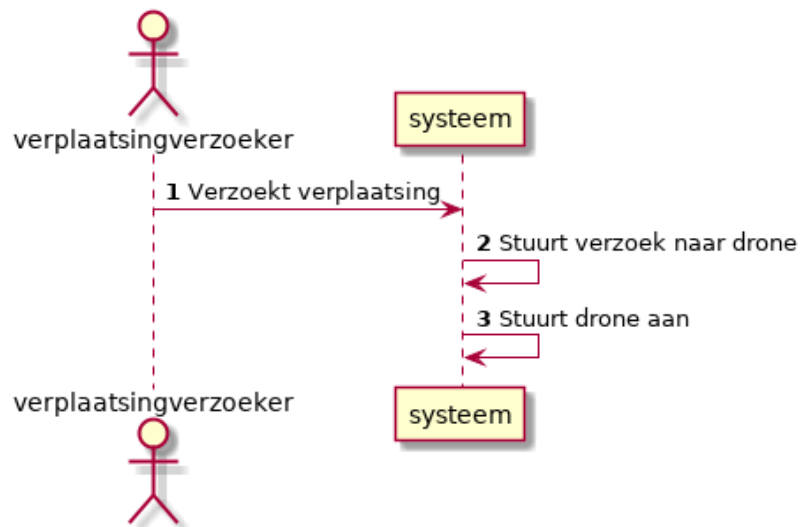 verplaatsingverzoeker
systeem
1 Verzoekt verplaatsing
2 Stuurt verzoek naar drone
3 Stuurt drone aan
verplaatsingverzoeker
systeem